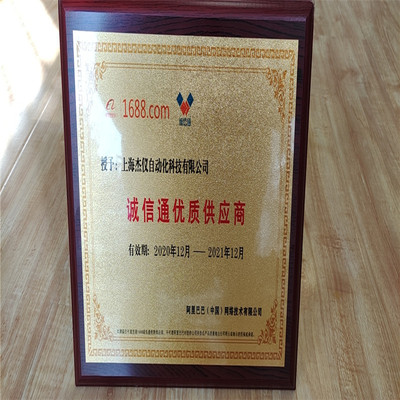 1688.com
授予：上海杰仪自动化科技有限公司
诚信通优质供应商
有效期：2020年12月——2021年12月
阿里巴巴（中国）网络技术有限公司